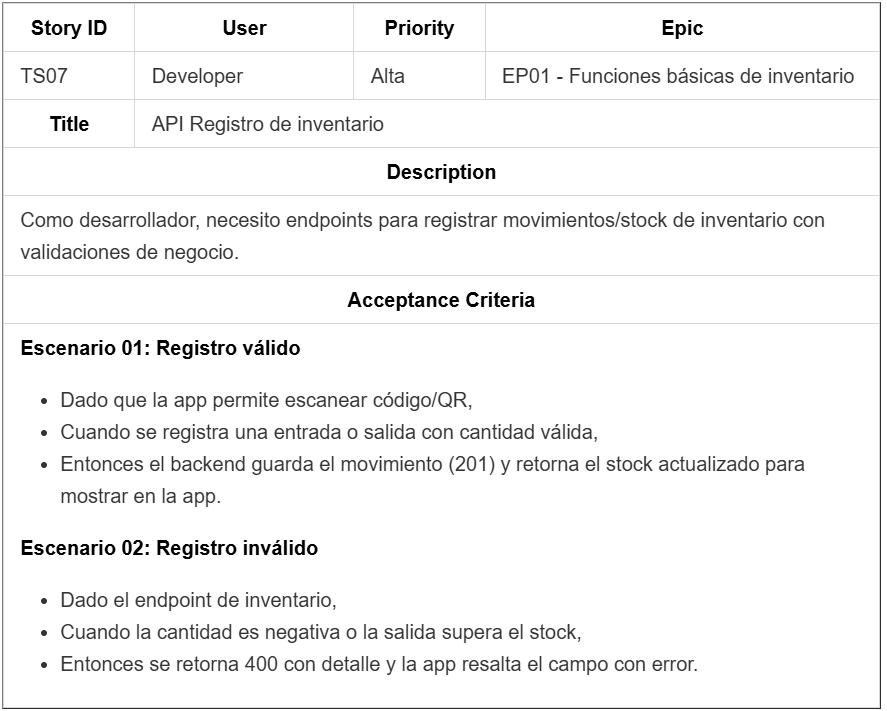 Story ID User Priority Epic
TS07 Developer Alta EP01 - Funciones básicas de inventario
Title API Registro de inventario
Description
Como desarrollador, necesito endpoints para registrar movimientos/stock de inventario con
validaciones de negocio.
Acceptance Criteria
Escenario 01: Registro válido
• Dado que la app permite escanear código/QR,
• Cuando se registra una entrada o salida con cantidad válida,
• Entonces el backend guarda el movimiento (201) y retorna el stock actualizado para
mostrar en la app.
Escenario 02: Registro inválido
• Dado el endpoint de inventario,
• Cuando la cantidad es negativa o la salida supera el stock,
• Entonces se retorna 400 con detalle y la app resalta el campo con error.